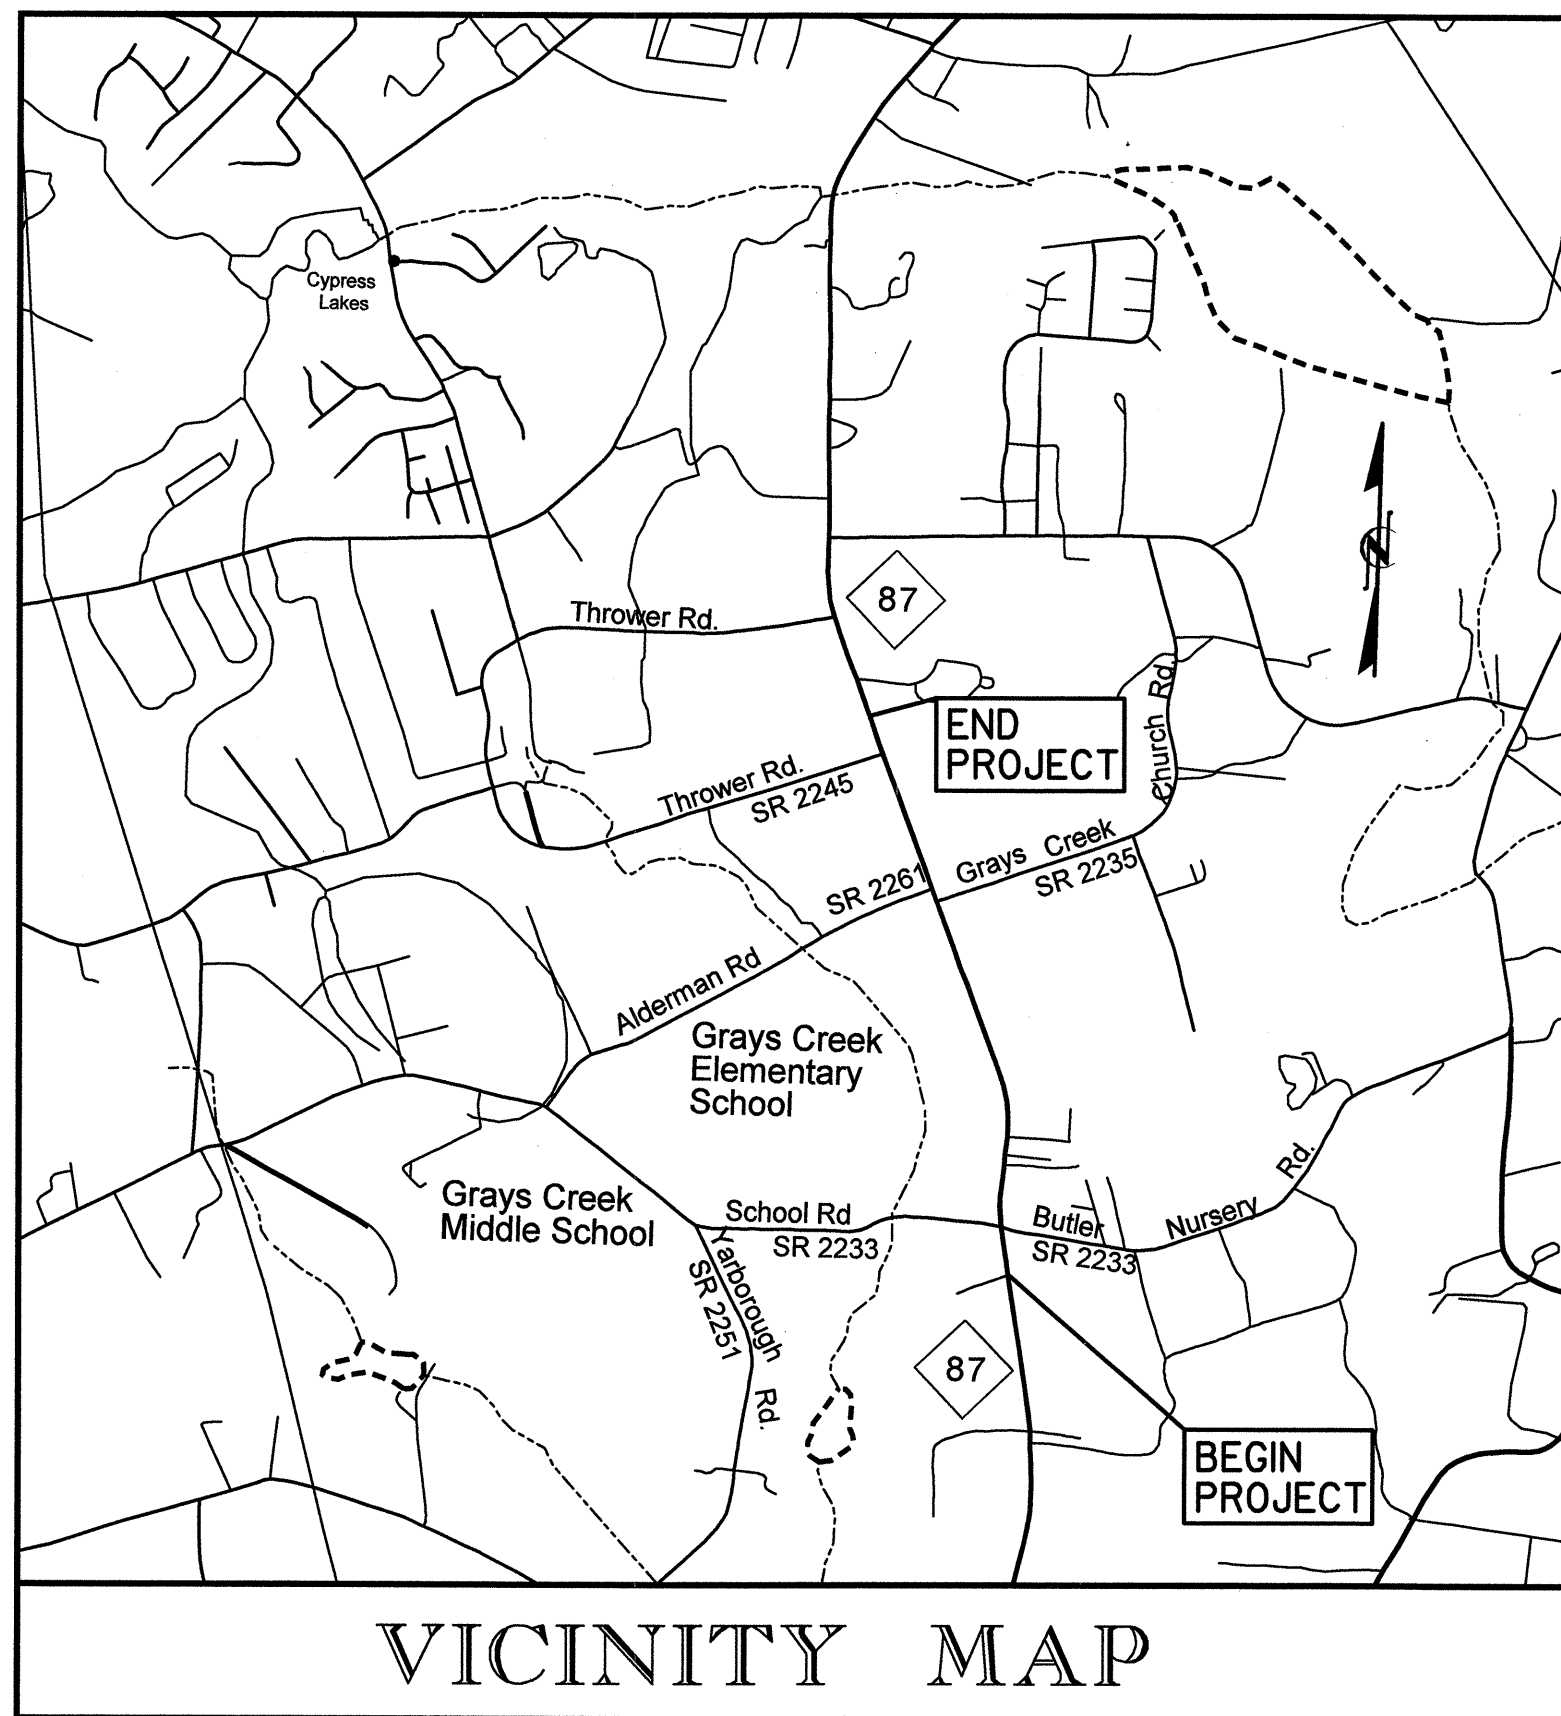 Cypress
Lakes
N
Thrower Rd.
87
END
PROJECT
Church Rd.
Thrower Rd.
SR 2245
Grays Creek
SR 2235
SR 2261
Alderman Rd
Grays Creek
Elementary
School
Grays Creek
Middle School
School Rd
SR 2233
Butler Nursery Rd.
SR 2233
Yarborough Rd.
SR 2251
87
BEGIN
PROJECT
VICINITY MAP